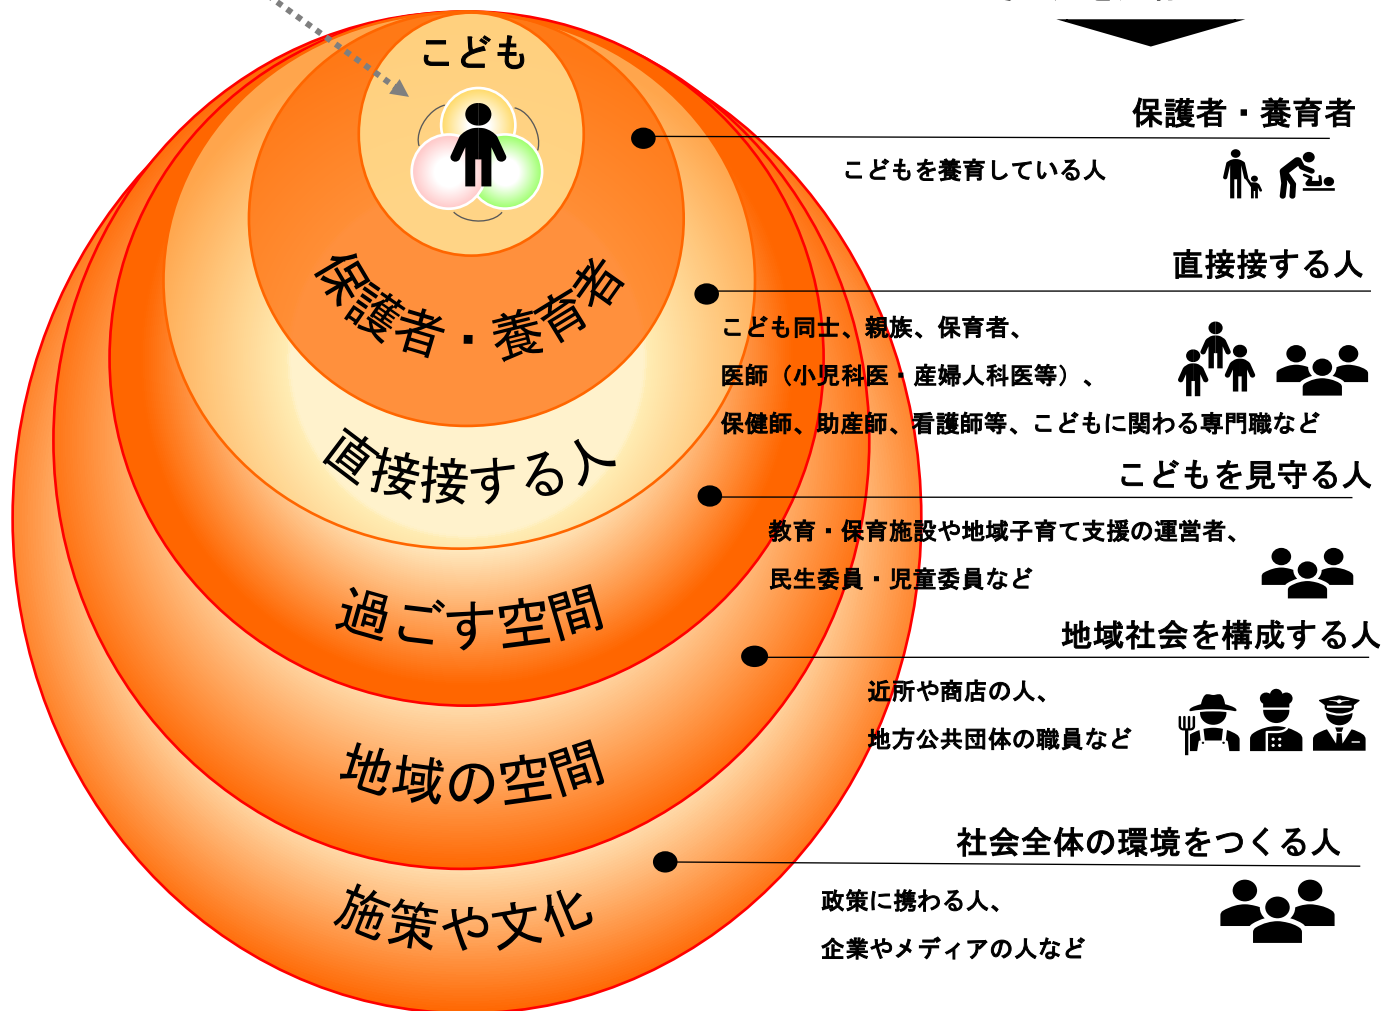 こども
保護者・養育者
直接接する人
過ごす空間
地域の空間
施策や文化
保護者・養育者
こどもを養育している人
直接接する人
こども同士、親族、保育者、
医師（小児科医・産婦人科医等）、
保健師、助産師、看護師等、こどもに関わる専門職など
こどもを見守る人
教育・保育施設や地域子育て支援の運営者、
民生委員・児童委員など
地域社会を構成する人
近所や商店の人、
地方公共団体の職員など
社会全体の環境をつくる人
政策に携わる人、
企業やメディアの人など